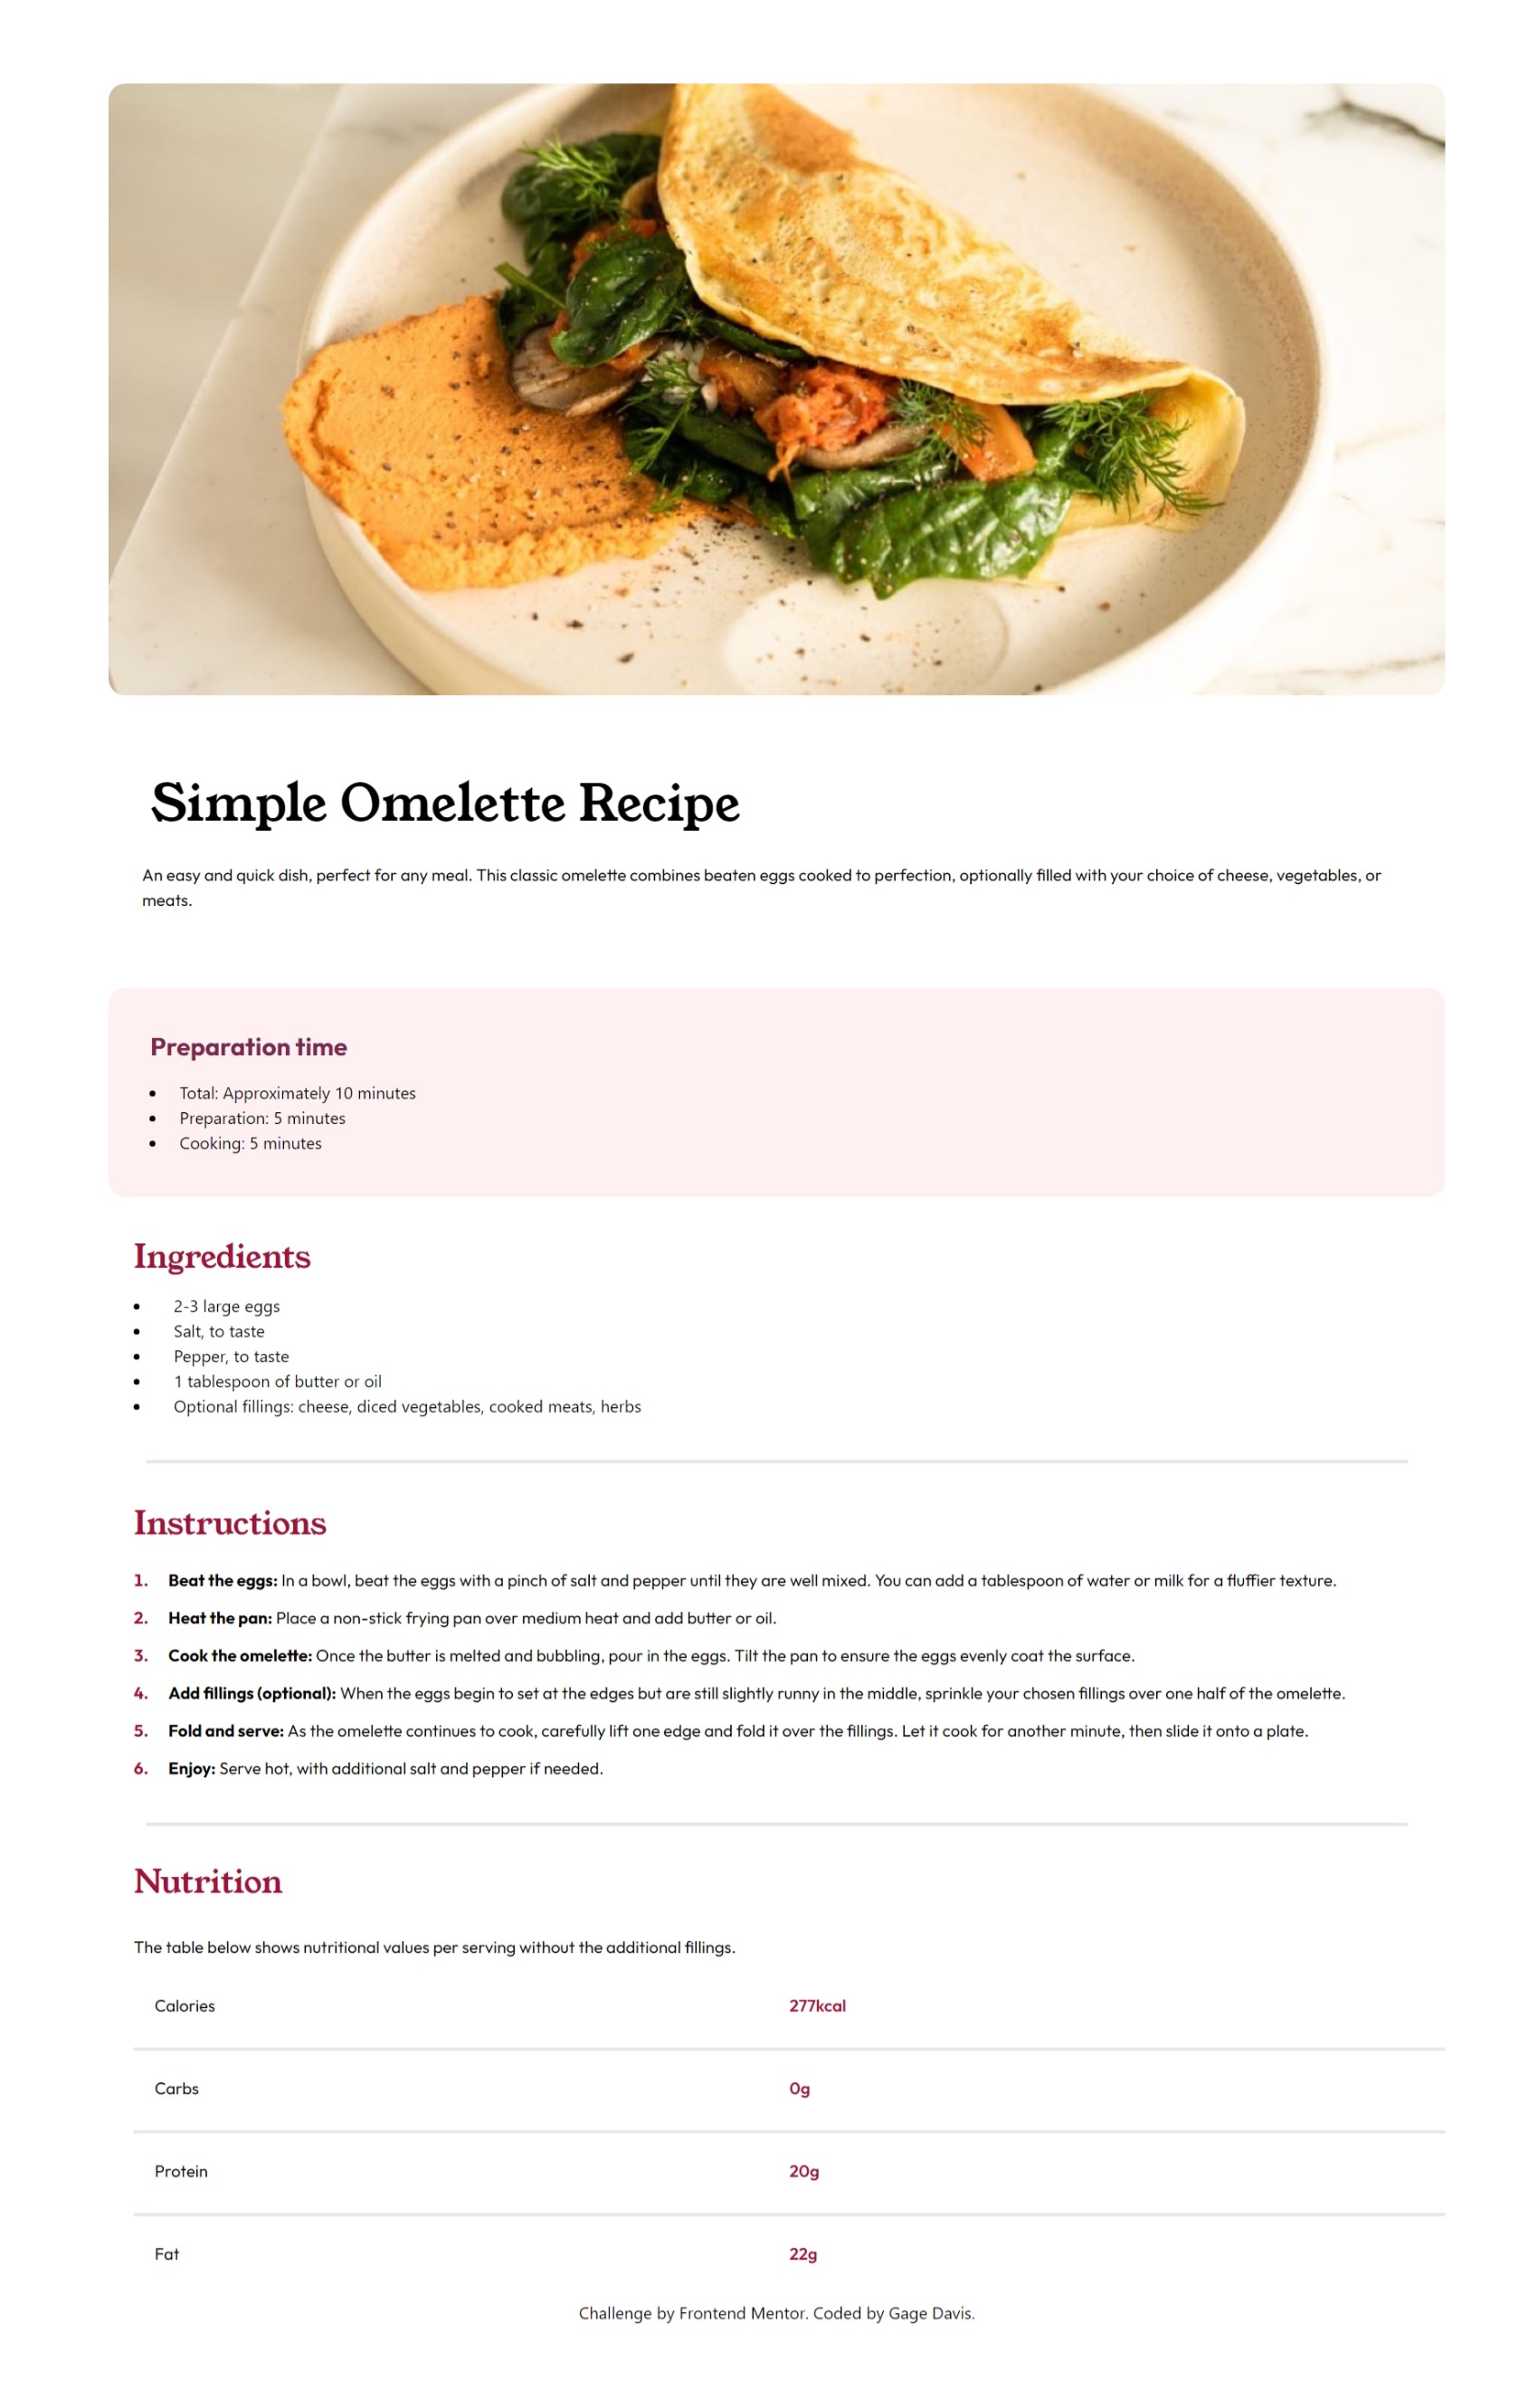 Simple Omelette Recipe
An easy and quick dish, perfect for any meal. This classic omelette combines beaten eggs cooked to perfection, optionally filled with your choice of cheese, vegetables, or
meats.
Preparation time
• Total: Approximately 10 minutes
• Preparation: 5 minutes
• Cooking: 5 minutes
Ingredients
• 2-3 large eggs
• Salt, to taste
• Pepper, to taste
• 1 tablespoon of butter or oil
• Optional fillings: cheese, diced vegetables, cooked meats, herbs
Instructions
1. Beat the eggs: In a bowl, beat the eggs with a pinch of salt and pepper until they are well mixed. You can add a tablespoon of water or milk for a fluffier texture.
2. Heat the pan: Place a non-stick frying pan over medium heat and add butter or oil.
3. Cook the omelette: Once the butter is melted and bubbling, pour in the eggs. Tilt the pan to ensure the eggs evenly coat the surface.
4. Add fillings (optional): When the eggs begin to set at the edges but are still slightly runny in the middle, sprinkle your chosen fillings over one half of the omelette.
5. Fold and serve: As the omelette continues to cook, carefully lift one edge and fold it over the fillings. Let it cook for another minute, then slide it onto a plate.
6. Enjoy: Serve hot, with additional salt and pepper if needed.
Nutrition
The table below shows nutritional values per serving without the additional fillings.
Calories 277kcal
Carbs 0g
Protein 20g
Fat 22g
Challenge by Frontend Mentor. Coded by Gage Davis.